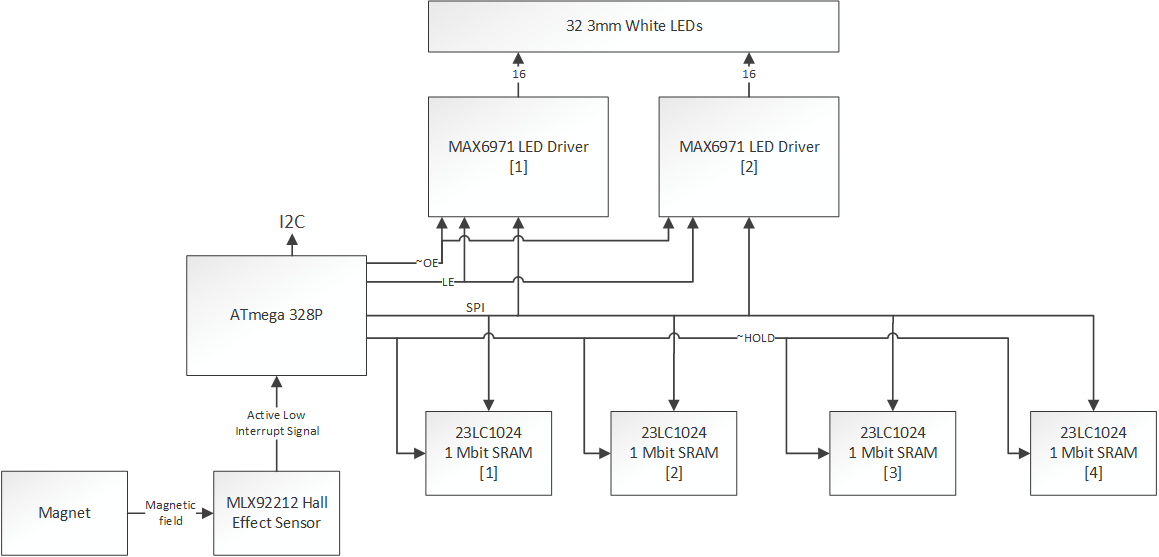 32 3mm White LEDs
16
16
MAX6971 LED Driver
[1]
MAX6971 LED Driver
[2]
I2C
~OE
LE
SPI
ATmega 328P
~HOLD
Active Low
Interrupt Signal
23LC1024
1 Mbit SRAM
[1]
23LC1024
1 Mbit SRAM
[2]
23LC1024
1 Mbit SRAM
[3]
23LC1024
1 Mbit SRAM
[4]
Magnet
Magnetic
field
MLX92212 Hall
Effect Sensor